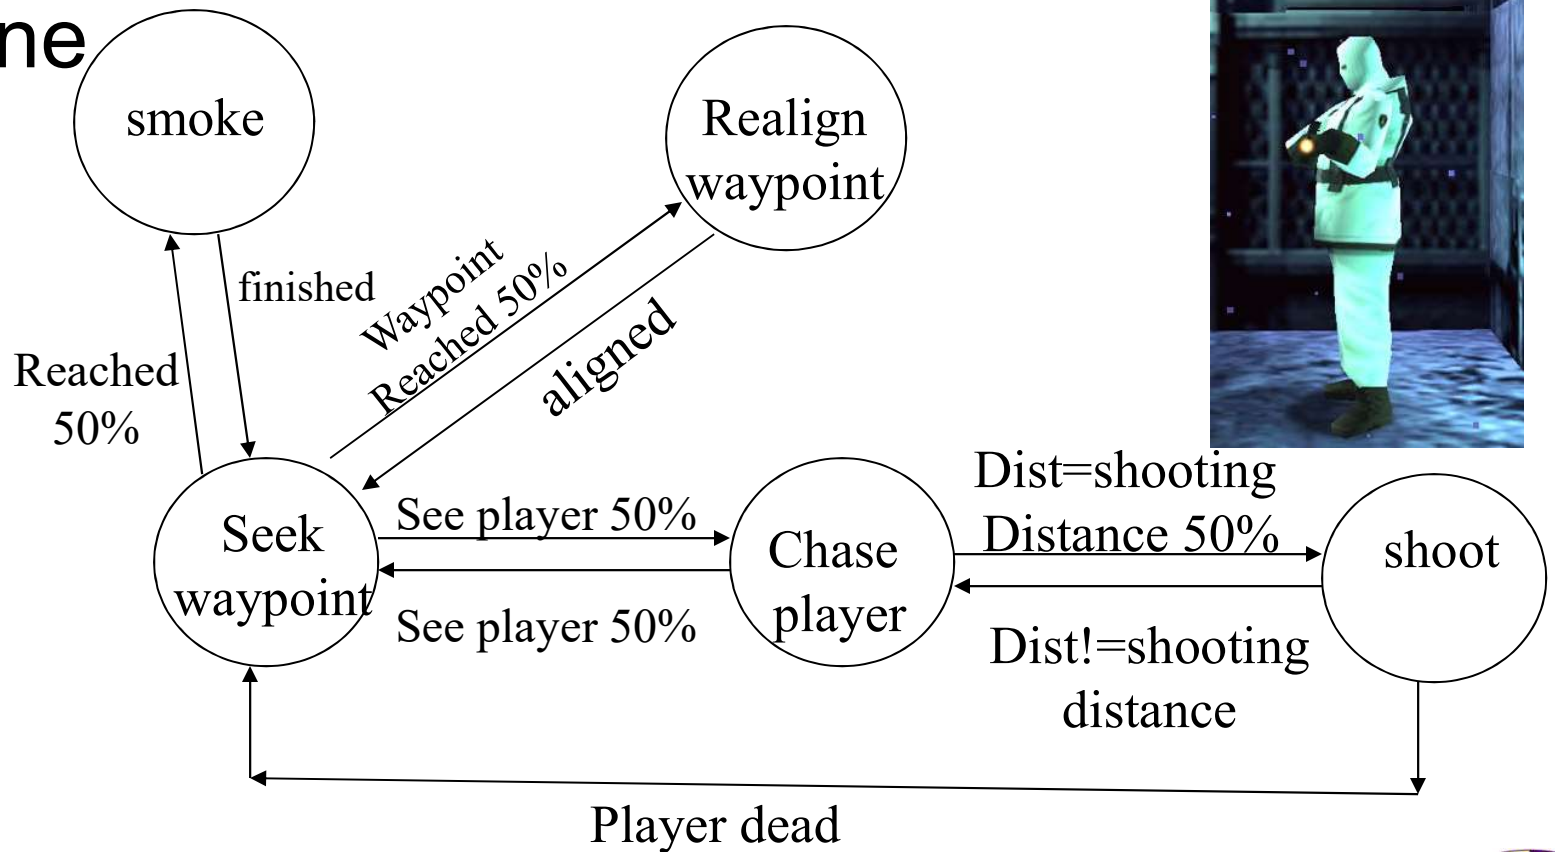 ne
smoke
Realign
waypoint
finished
Waypoint
Reached 50%
aligned
Reached
50%
Seek
waypoint
See player 50%
See player 50%
Chase
player
Dist=shooting
Distance 50%
Dist!=shooting
distance
shoot
Player dead